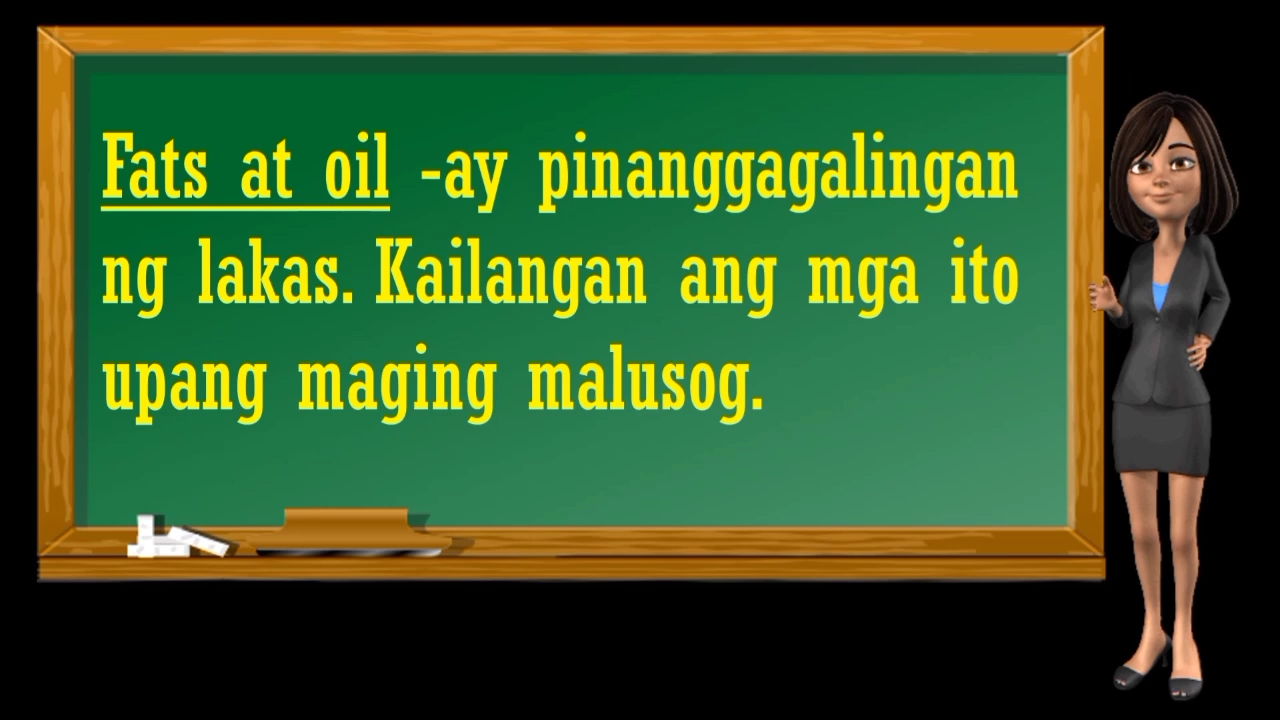 Fats at oil -ay pinanggagalingan
ng lakas. Kailangan ang mga ito
upang maging malusog.